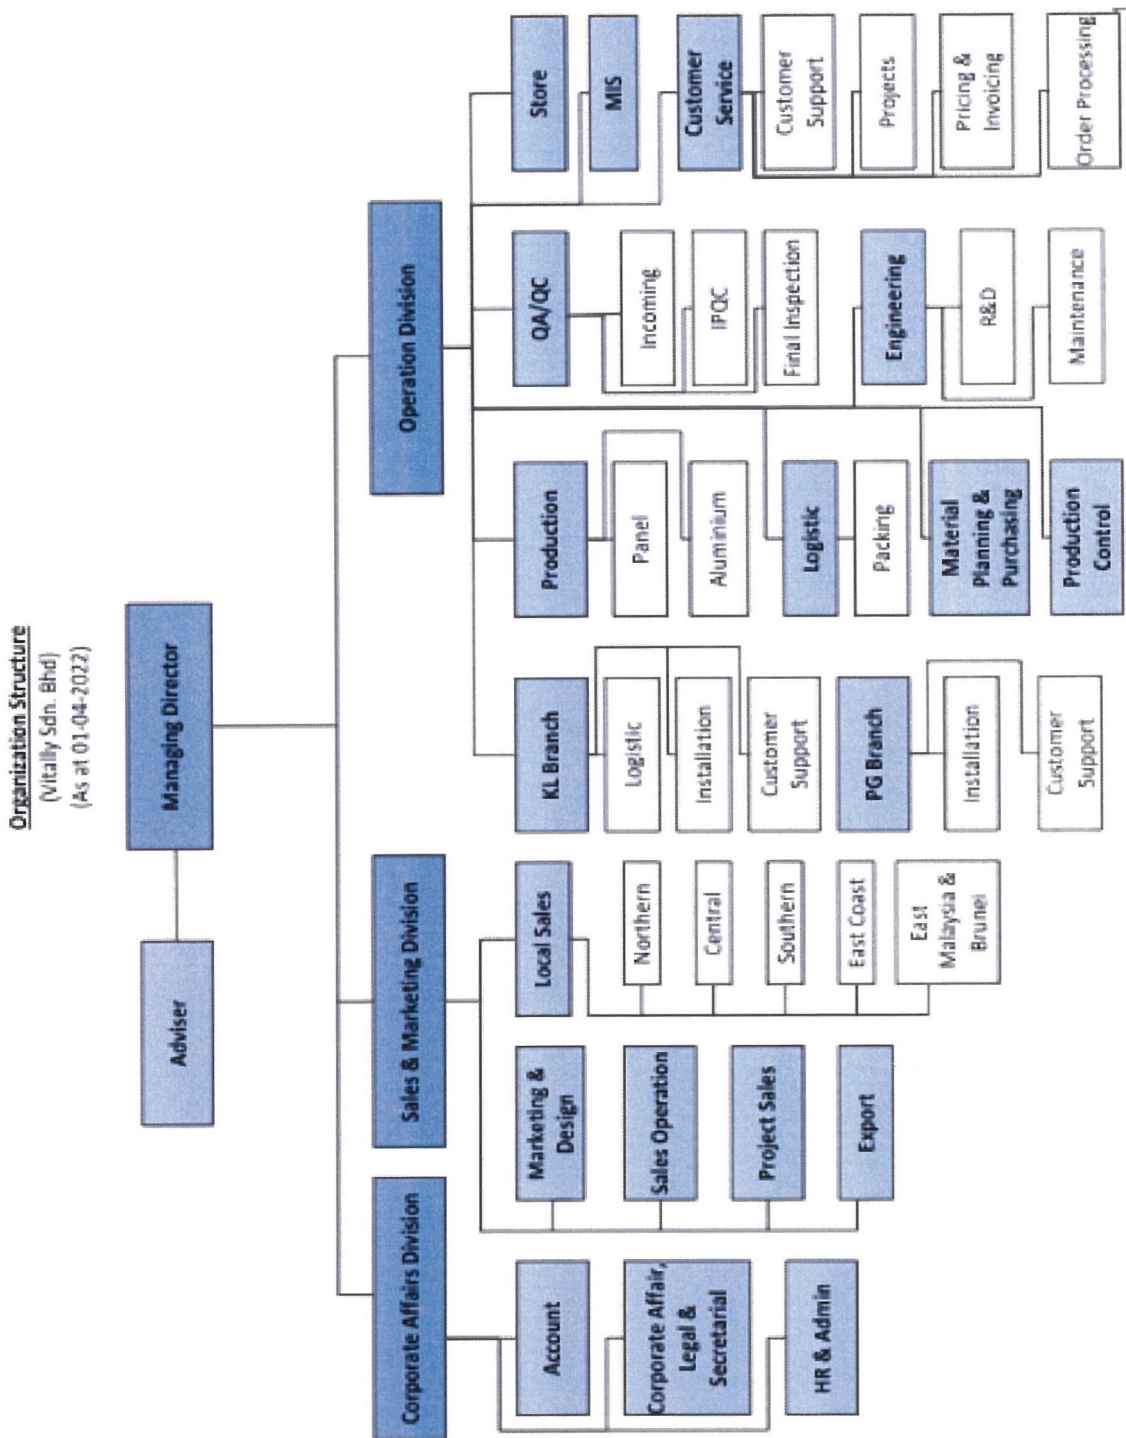 Organization Structure
(Vitally Sdn. Bhd)
(As at 01-04-2022)
Managing Director
Adviser
Corporate Affairs Division
Sales & Marketing Division
Operation Division
Account
Corporate Affair,
Legal &
Secretarial
HR & Admin
Marketing &
Design
Sales Operation
Project Sales
Export
Local Sales
Northern
Central
Southern
East Coast
East
Malaysia &
Brunei
KL Branch
Logistic
Installation
Customer
Support
PG Branch
Installation
Customer
Support
Production
Panel
Aluminium
Logistic
Packing
Material
Planning &
Purchasing
Production
Control
QA/QC
Incoming
IPQC
Final Inspection
Engineering
R&D
Maintenance
Store
MIS
Customer
Service
Customer
Support
Projects
Pricing &
Invoicing
Order Processing